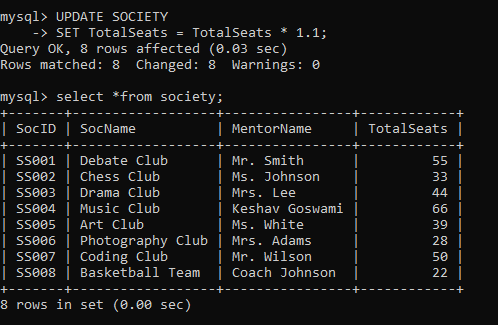 mysql> UPDATE SOCIETY
    -> SET TotalSeats = TotalSeats * 1.1;
Query OK, 8 rows affected (0.03 sec)
Rows matched: 8  Changed: 8  Warnings: 0

mysql> select *from society;
+-------+------------------+----------------+------------+
| SocID | SocName          | MentorName     | TotalSeats |
+-------+------------------+----------------+------------+
| SS001 | Debate Club      | Mr. Smith      |         55 |
| SS002 | Chess Club       | Ms. Johnson    |         33 |
| SS003 | Drama Club       | Mrs. Lee       |         44 |
| SS004 | Music Club       | Keshav Goswami |         66 |
| SS005 | Art Club         | Ms. White      |         39 |
| SS006 | Photography Club | Mrs. Adams     |         28 |
| SS007 | Coding Club      | Mr. Wilson     |         50 |
| SS008 | Basketball Team  | Coach Johnson  |         22 |
+-------+------------------+----------------+------------+
8 rows in set (0.00 sec)